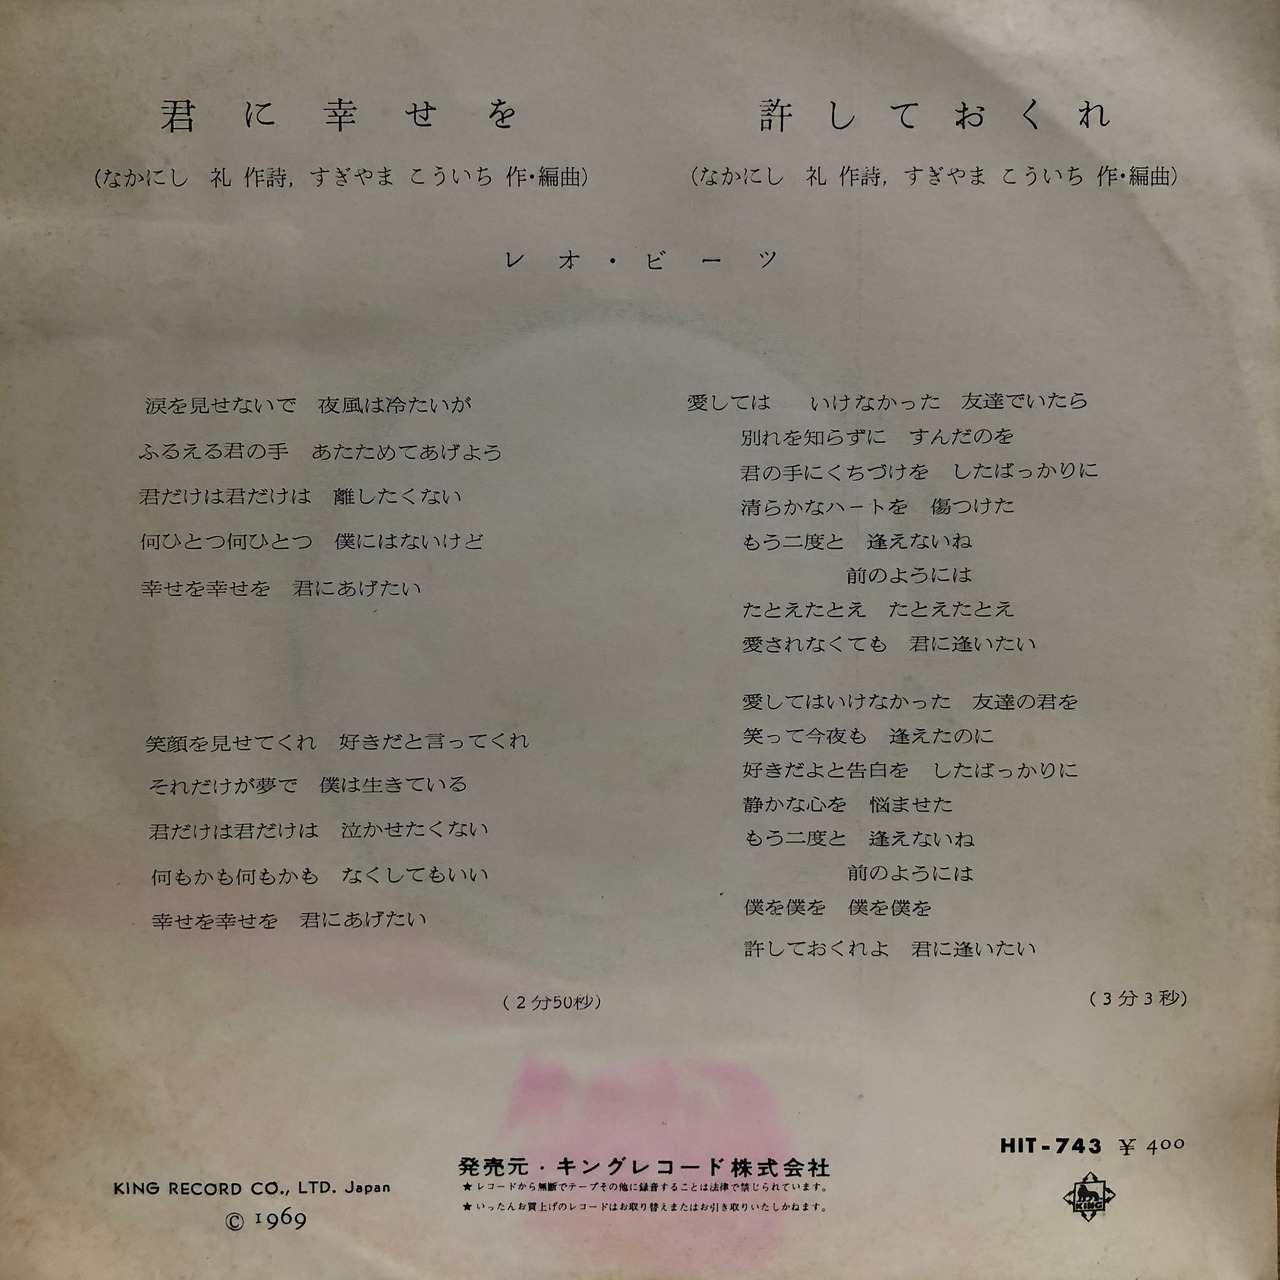 君に幸せを
(なかにし 礼 作詩, すぎやま こういち 作・編曲)
許しておくれ
(なかにし 礼 作詩, すぎやま こういち 作・編曲)
レオ・ビーツ
涙を見せないで 夜風は冷たいが
ふるえる君の手 あたためてあげよう
君だけは君だけは 離したくない
何ひとつ何ひとつ 僕にはないけど
幸せを幸せを 君にあげたい
笑顔を見せてくれ 好きだと言ってくれ
それだけが夢で 僕は生きている
君だけは君だけは 泣かせたくない
何もかも何もかも なくしてもいい
幸せを幸せを 君にあげたい
(2分50秒)
愛しては いけなかった 友達でいたら
別れを知らずに すんだのを
君の手にくちづけを したばっかりに
清らかなハートを 傷つけた
もう二度と 逢えないね
前のようには
たとえたとえ たとえたとえ
愛されなくても 君に逢いたい
愛してはいけなかった 友達の君を
笑って今夜も 逢えたのに
好きだよと告白を したばっかりに
静かな心を 悩ませた
もう二度と 逢えないね
前のようには
僕を僕を 僕を僕を
許しておくれよ 君に逢いたい
(3分3秒)
KING RECORD CO., LTD. Japan
© 1969
発売元・キングレコード株式会社
★レコードから無断でテープその他に録音することは法律で禁じられています。
★いったんお買上げのレコードはお取り替えまたはお引き取りいたしかねます。
HIT-743 ¥400
KING